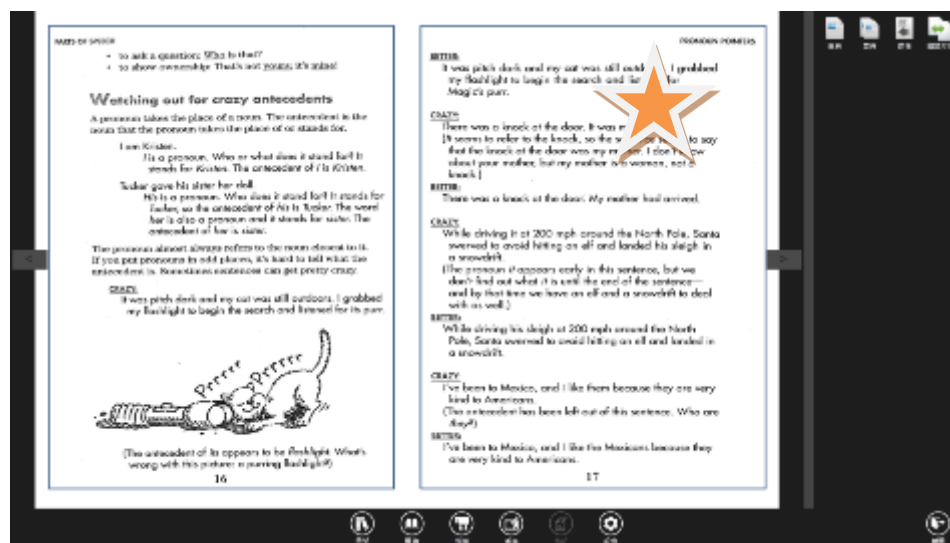 PARTS OF SPEECH
• to ask a question: Who is that?
• to show ownership: That's not yours; it's mine!
Watching out for crazy antecedents
A pronoun takes the place of a noun. The antecedent is the
noun that the pronoun takes the place of or stands for.
I am Kristen.
I is a pronoun. Who or what does it stand for? It
stands for Kristen. The antecedent of I is Kristen.
Tucker gave his sister her doll.
His is a pronoun. Who does it stand for? It stands for
Tucker, so the antecedent of his is Tucker. The word
her is also a pronoun and it stands for sister. The
antecedent of her is sister.
The pronoun almost always refers to the noun closest to it.
If you put pronouns in odd places, it's hard to tell what the
antecedent is. Sometimes sentences can get pretty crazy.
CRAZY:
It was pitch dark and my cat was still outdoors. I grabbed
my flashlight to begin the search and listened for its purr.
Prrrrr
Prrrrr
(The antecedent of its appears to be flashlight. What's
wrong with this picture: a purring flashlight?)
16
PRONOUN POINTERS
BETTER:
It was pitch dark and my cat was still I grabbed
my flashlight to begin the search and for
Magic's purr.
CRAZY:
There was a knock at the door. It was
(It seems to refer to the knock, so the to say
that the knock at the door was my I don't
about your mother, but my mother is a woman, not a
knock.)
BETTER:
There was a knock at the door. My mother had arrived.
CRAZY:
While driving it at 200 mph around the North Pole, Santa
swerved to avoid hitting an elf and landed his sleigh in
a snowdrift.
(The pronoun it appears early in this sentence, but we
don't find out what it is until the end of the sentence—
and by that time we have an elf and a snowdrift to deal
with as well.)
BETTER:
While driving his sleigh at 200 mph around the North
Pole, Santa swerved to avoid hitting an elf and landed in
a snowdrift.
CRAZY:
I've been to Mexico, and I like them because they are very
kind to Americans.
(The antecedent has been left out of this sentence. Who are
they?)
BETTER:
I've been to Mexico, and I like the Mexicans because they
are very kind to Americans.
17